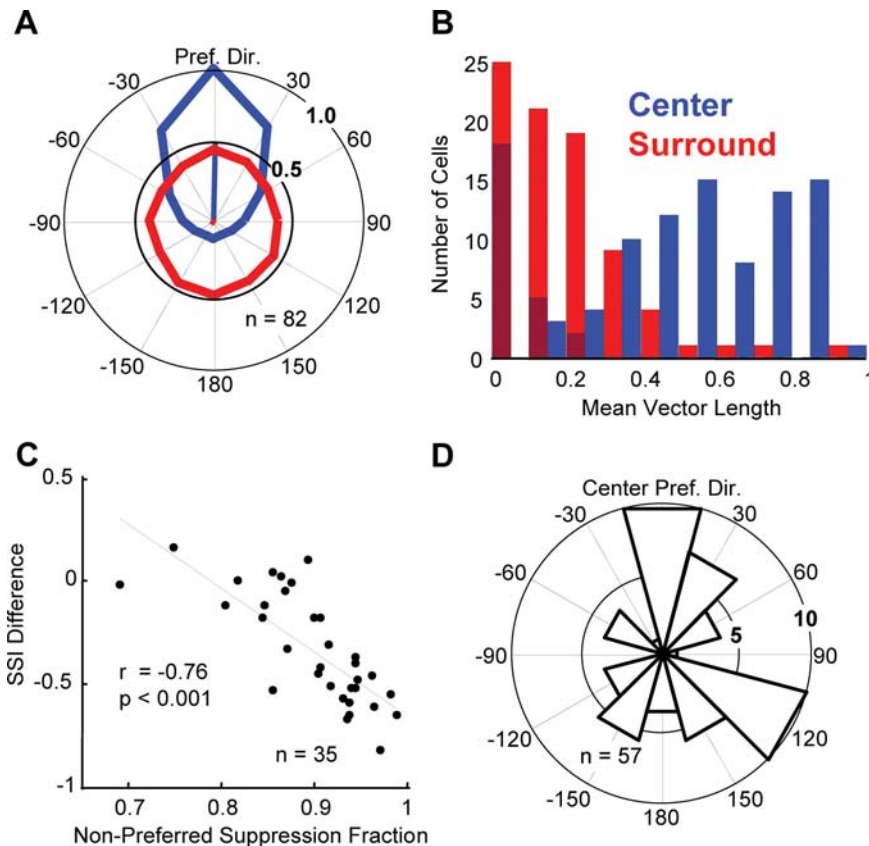 A
Pref. Dir.
-30
30
1.0
-60
60
0.5
-90
90
-120
120
n = 82
-150
150
180
B
25
20
15
10
5
0
Number of Cells
Center
Surround
0
0.2
0.4
0.6
0.8
1
Mean Vector Length
C
0.5
0
-0.5
-1
SSI Difference
r = -0.76
p < 0.001
n = 35
0.7
0.8
0.9
1
Non-Preferred Suppression Fraction
D
Center Pref. Dir.
-30
30
-60
60
10
5
-90
90
-120
120
n = 57
-150
150
180